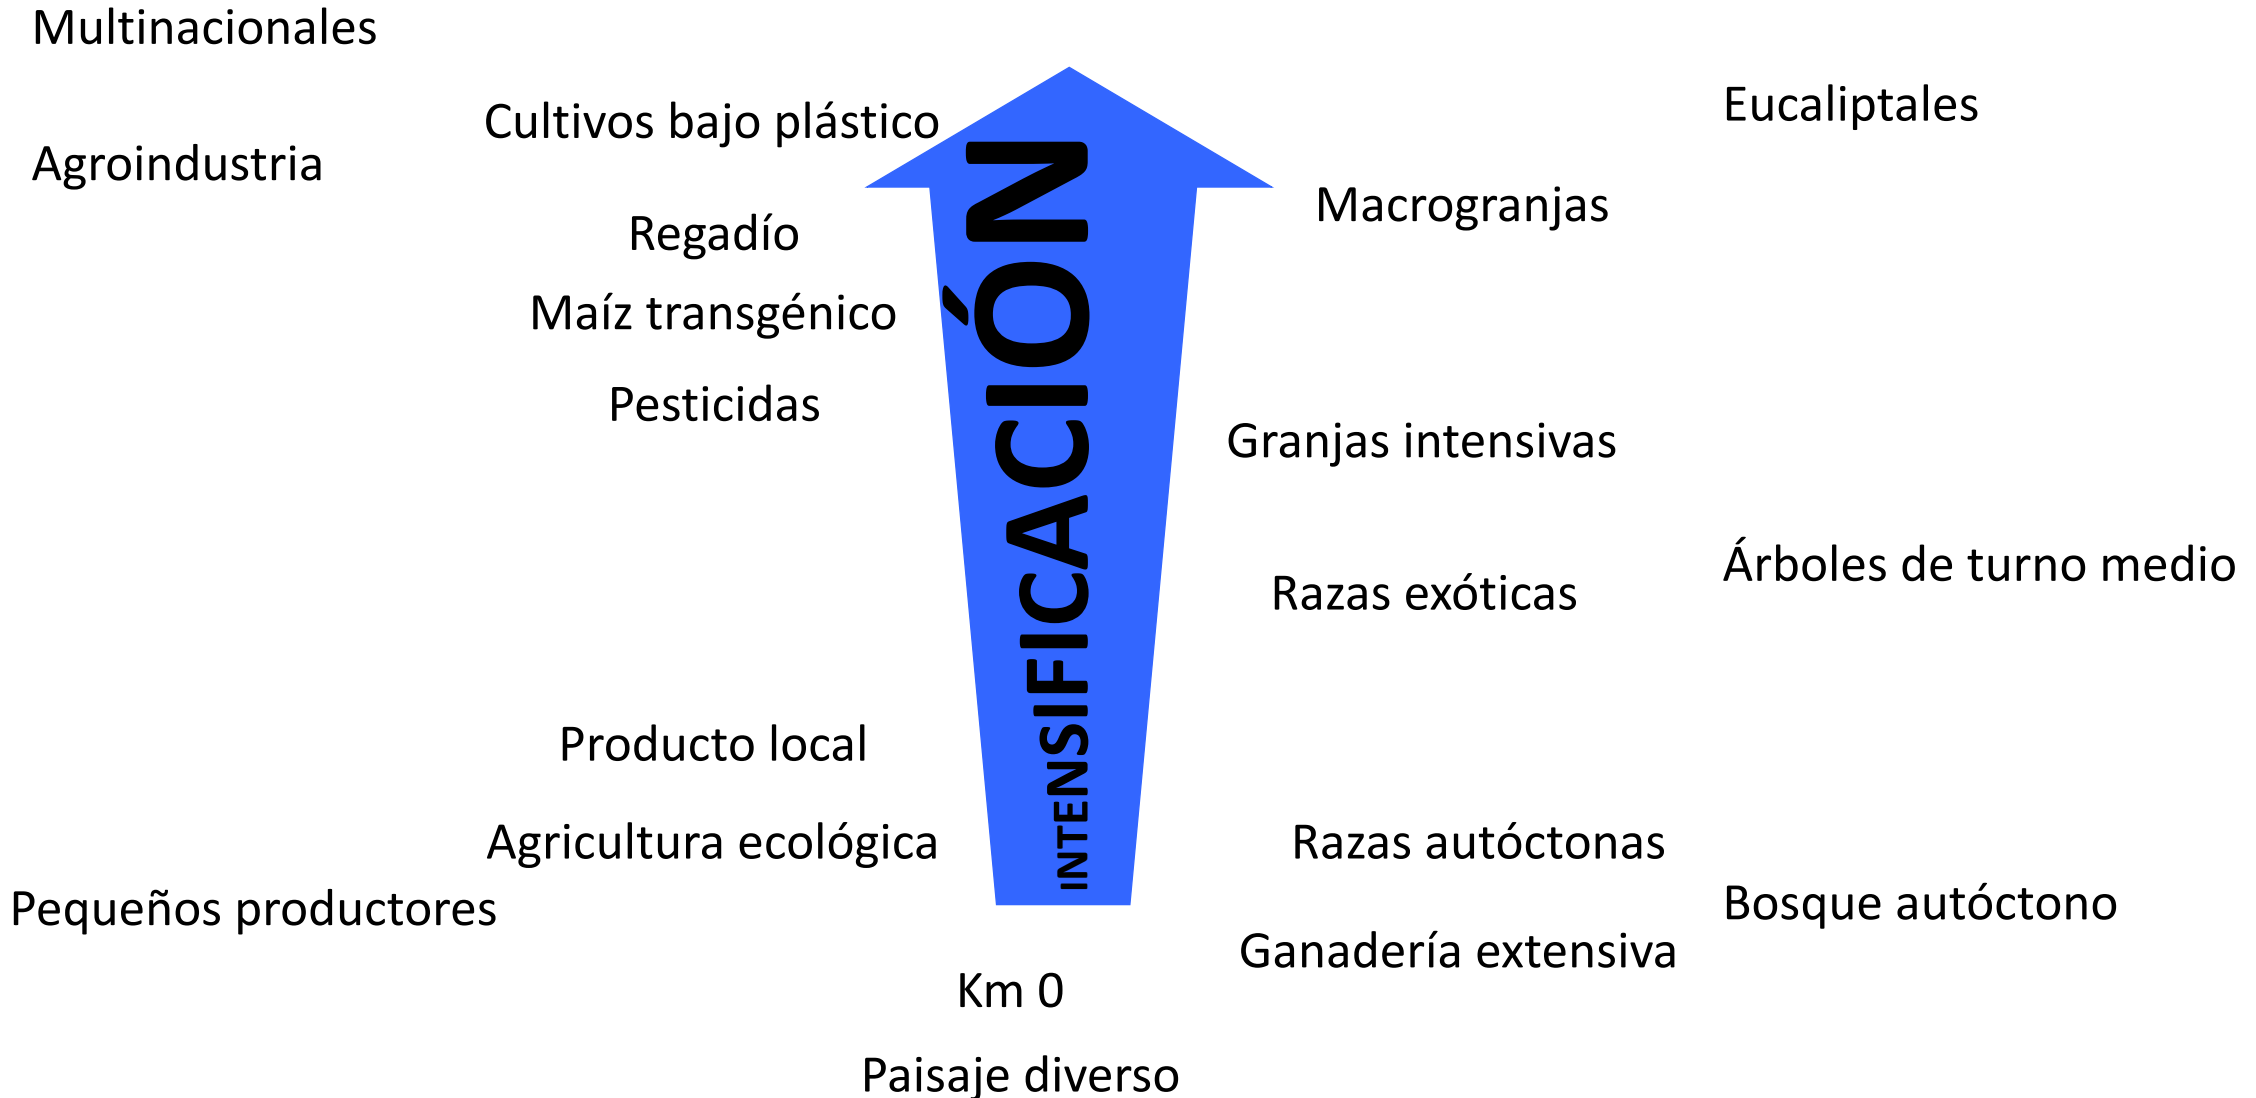 Multinacionales
Cultivos bajo plástico
Eucaliptales
Agroindustria
Macrogranjas
Regadío
Maíz transgénico
Pesticidas
Granjas intensivas
INTENSIFICACIÓN
Árboles de turno medio
Razas exóticas
Producto local
Agricultura ecológica
Razas autóctonas
Pequeños productores
Bosque autóctono
Ganadería extensiva
Km 0
Paisaje diverso